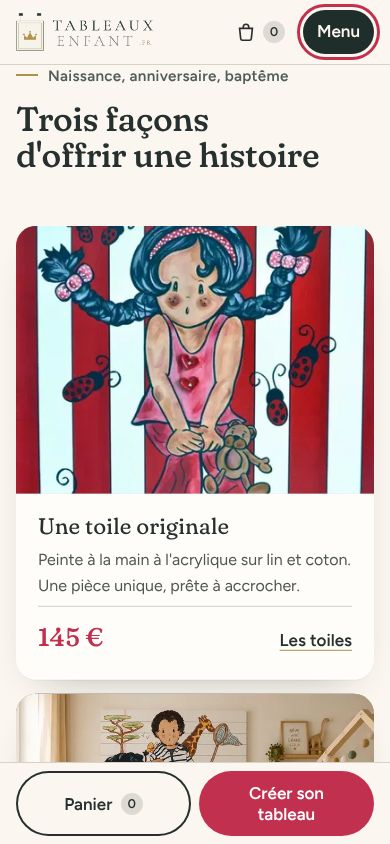 TABLEAUX
ENFANT .FR
0
Menu
Naissance, anniversaire, baptême
Trois façons
d'offrir une histoire
Une toile originale
Peinte à la main à l'acrylique sur lin et coton.
Une pièce unique, prête à accrocher.
145 €
Les toiles
Panier 0
Créer son
tableau